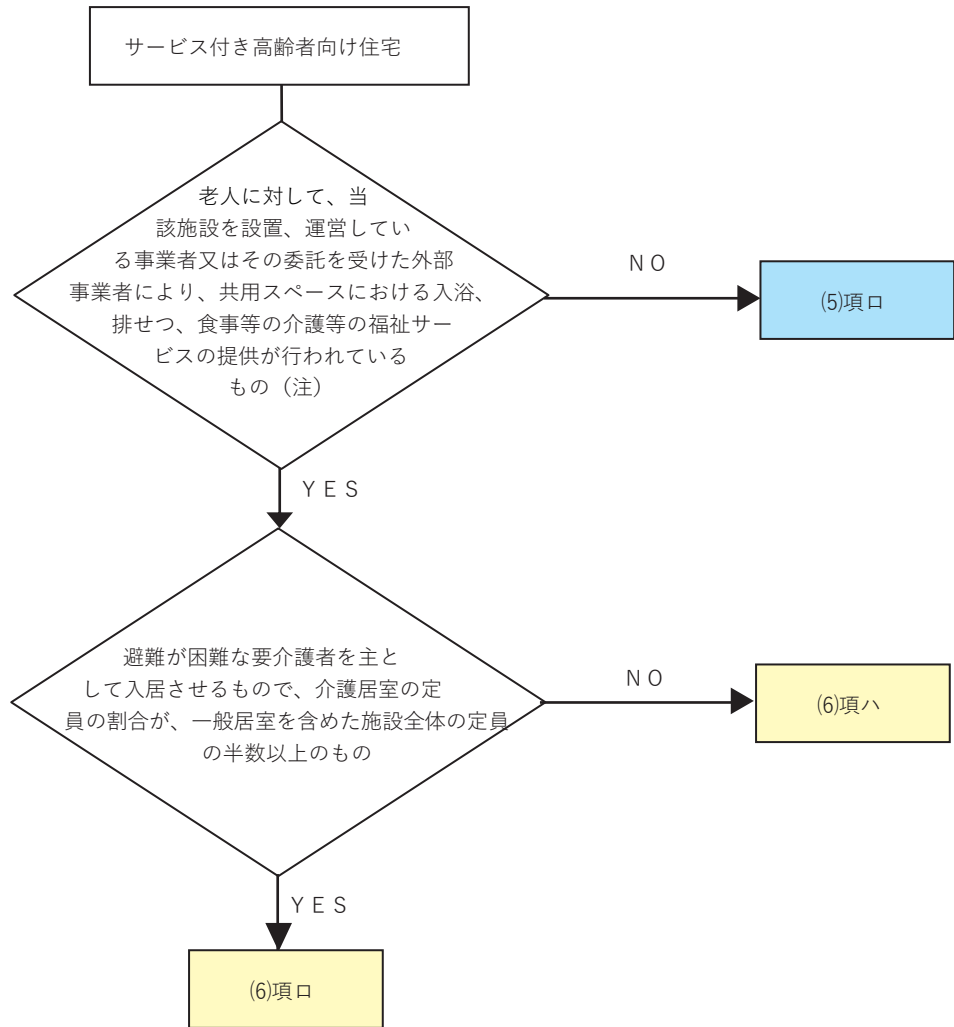 サービス付き高齢者向け住宅
老人に対して、当
該施設を設置、運営してい
る事業者又はその委託を受けた外部
事業者により、共用スペースにおける入浴、
排せつ、食事等の介護等の福祉サー
ビスの提供が行われている
もの（注）
ＮＯ
⑸項ロ
ＹＥＳ
避難が困難な要介護者を主と
して入居させるもので、介護居室の定
員の割合が、一般居室を含めた施設全体の定員
の半数以上のもの
ＮＯ
⑹項ハ
ＹＥＳ
⑹項ロ